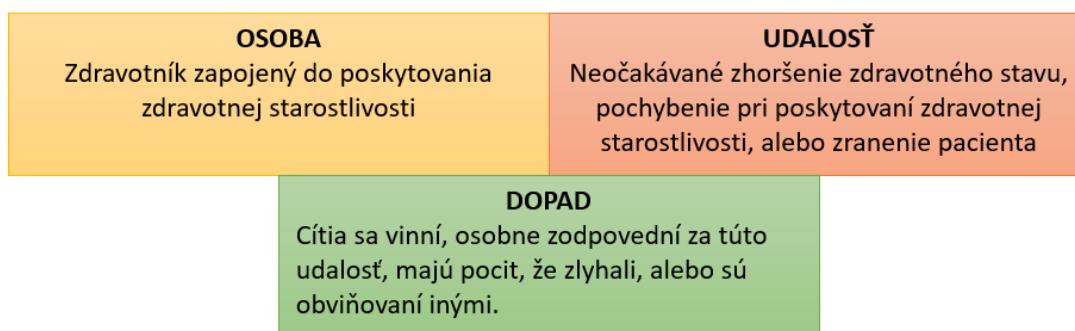 OSOBA
Zdravotník zapojený do poskytovania
zdravotnej starostlivosti
UDALOSŤ
Neočakávané zhoršenie zdravotného stavu,
pochybenie pri poskytovaní zdravotnej
starostlivosti, alebo zranenie pacienta
DOPAD
Cítia sa vinní, osobne zodpovední za túto
udalosť, majú pocit, že zlyhali, alebo sú
obviňovaní inými.